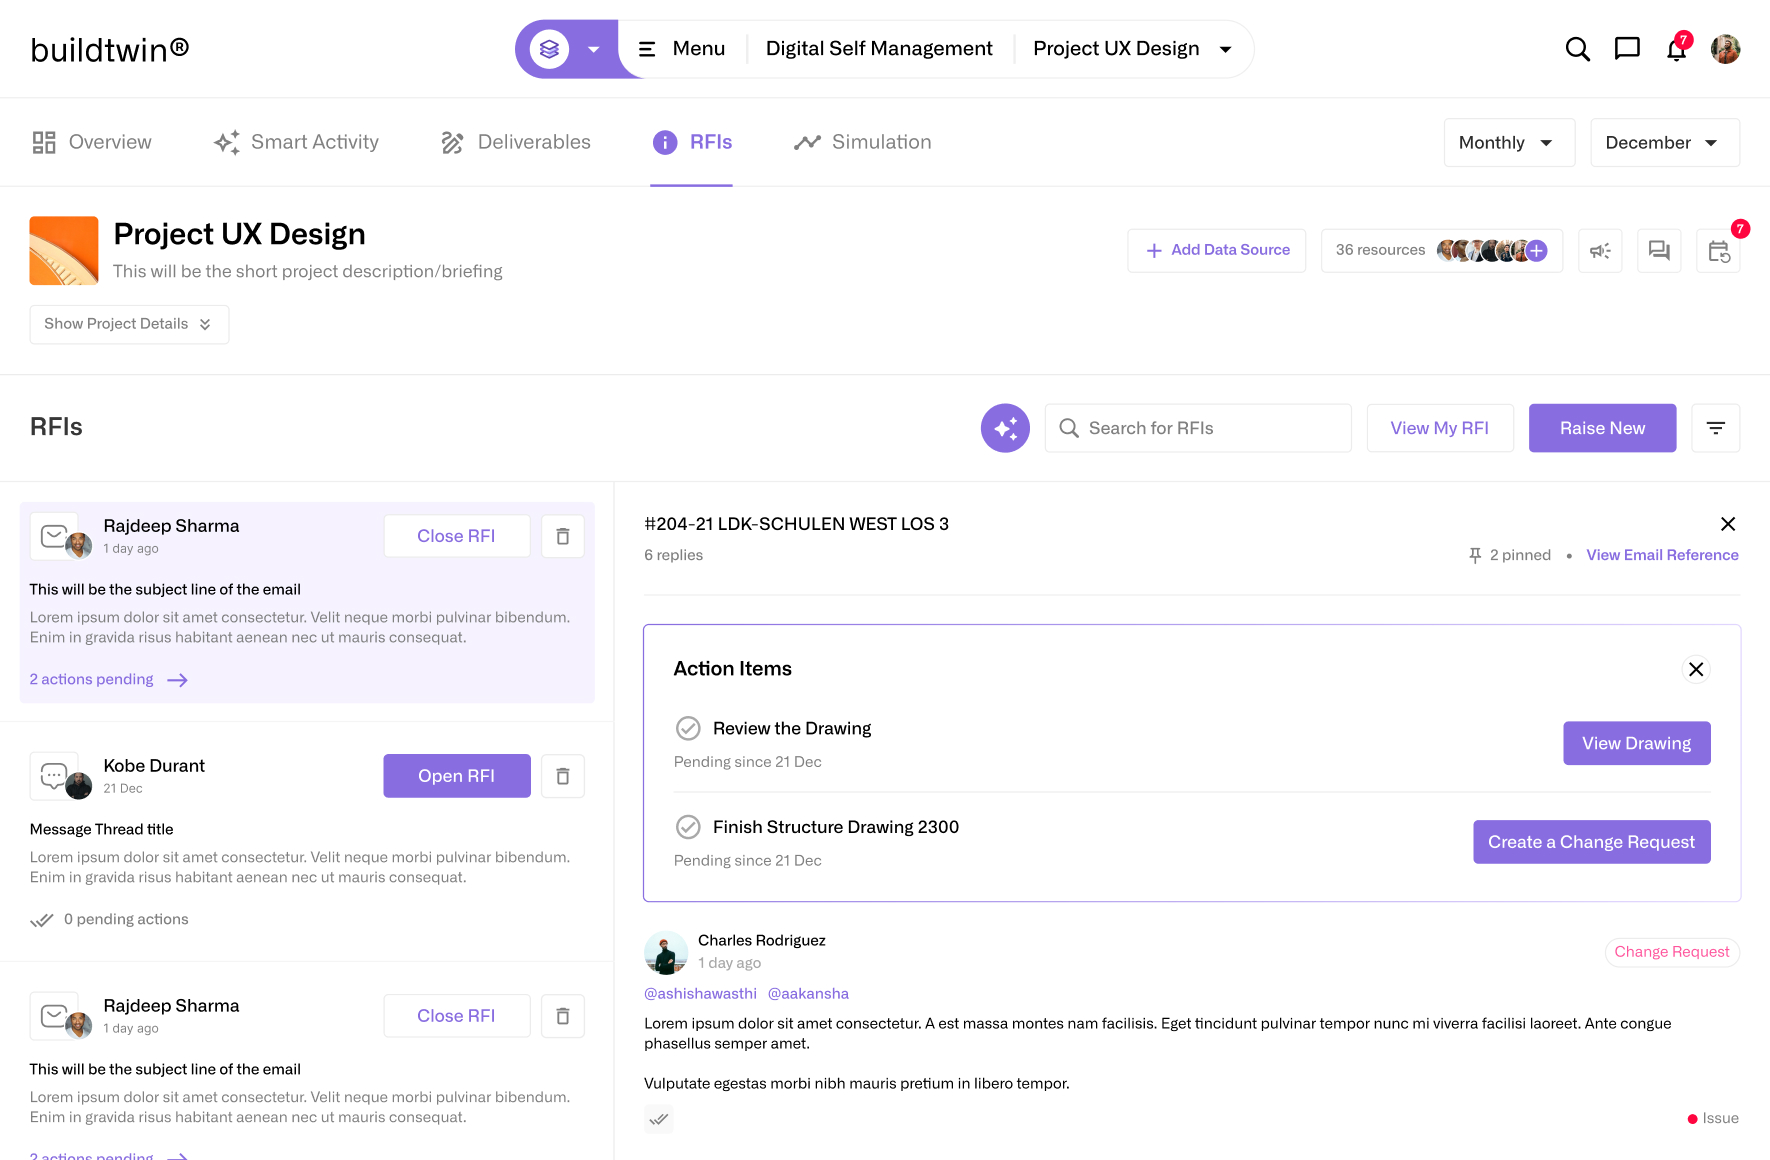 buildtwin®
Menu
Digital Self Management
Project UX Design
7
Overview
Smart Activity
Deliverables
RFIs
Simulation
Monthly
December
Project UX Design
This will be the short project description/briefing
Add Data Source
36 resources
7
Show Project Details
RFIs
Search for RFIs
View My RFI
Raise New
Rajdeep Sharma
1 day ago
Close RFI
This will be the subject line of the email
Lorem ipsum dolor sit amet consectetur. Velit neque morbi pulvinar bibendum.
Enim in gravida risus habitant aenean nec ut mauris consequat.
2 actions pending
Kobe Durant
21 Dec
Open RFI
Message Thread title
Lorem ipsum dolor sit amet consectetur. Velit neque morbi pulvinar bibendum.
Enim in gravida risus habitant aenean nec ut mauris consequat.
0 pending actions
Rajdeep Sharma
1 day ago
Close RFI
This will be the subject line of the email
Lorem ipsum dolor sit amet consectetur. Velit neque morbi pulvinar bibendum.
Enim in gravida risus habitant aenean nec ut mauris consequat.
2 actions pending
#204-21 LDK-SCHULEN WEST LOS 3
6 replies
2 pinned
•
View Email Reference
Action Items
Review the Drawing
Pending since 21 Dec
View Drawing
Finish Structure Drawing 2300
Pending since 21 Dec
Create a Change Request
Charles Rodriguez
1 day ago
Change Request
@ashishawasthi @aakansha
Lorem ipsum dolor sit amet consectetur. A est massa montes nam facilisis. Eget tincidunt pulvinar tempor nunc mi viverra facilisi laoreet. Ante congue
phasellus semper amet.
Vulputate egestas morbi nibh mauris pretium in libero tempor.
Issue